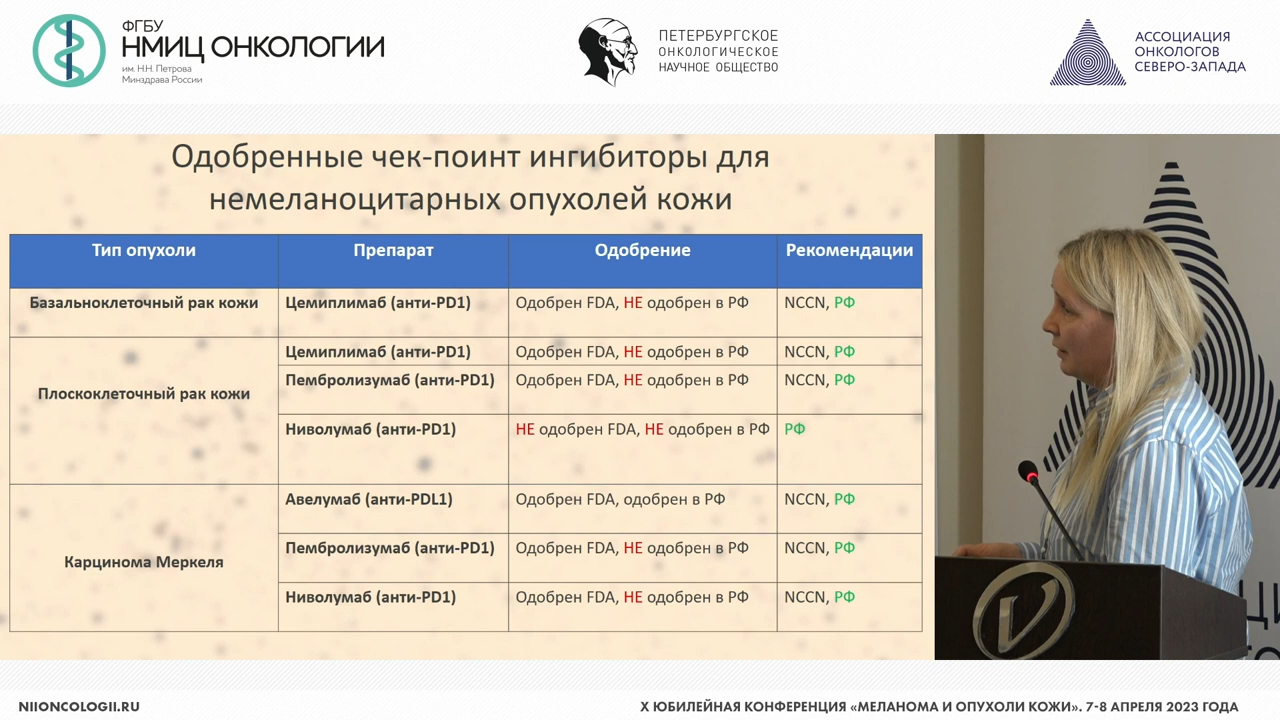 ФГБУ
НМИЦ ОНКОЛОГИИ
им. Н.Н. Петрова
Минздрава России
ПЕТЕРБУРГСКОЕ
ОНКОЛОГИЧЕСКОЕ
НАУЧНОЕ ОБЩЕСТВО
АССОЦИАЦИЯ
ОНКОЛОГОВ
СЕВЕРО-ЗАПАДА
Одобренные чек-поинт ингибиторы для
немеланоцитарных опухолей кожи
Тип опухоли Препарат Одобрение Рекомендации
Базальноклеточный рак кожи Цемиплимаб (анти-PD1) Одобрен FDA, НЕ одобрен в РФ NCCN, РФ
Плоскоклеточный рак кожи
Цемиплимаб (анти-PD1) Одобрен FDA, НЕ одобрен в РФ NCCN, РФ
Пембролизумаб (анти-PD1) Одобрен FDA, НЕ одобрен в РФ NCCN, РФ
Ниволумаб (анти-PD1) НЕ одобрен FDA, НЕ одобрен в РФ РФ
Карцинома Меркеля
Авелумаб (анти-PDL1) Одобрен FDA, одобрен в РФ NCCN, РФ
Пембролизумаб (анти-PD1) Одобрен FDA, НЕ одобрен в РФ NCCN, РФ
Ниволумаб (анти-PD1) Одобрен FDA, НЕ одобрен в РФ NCCN, РФ
NIIONCOLOGII.RU
X ЮБИЛЕЙНАЯ КОНФЕРЕНЦИЯ «МЕЛАНОМА И ОПУХОЛИ КОЖИ». 7-8 АПРЕЛЯ 2023 ГОДА